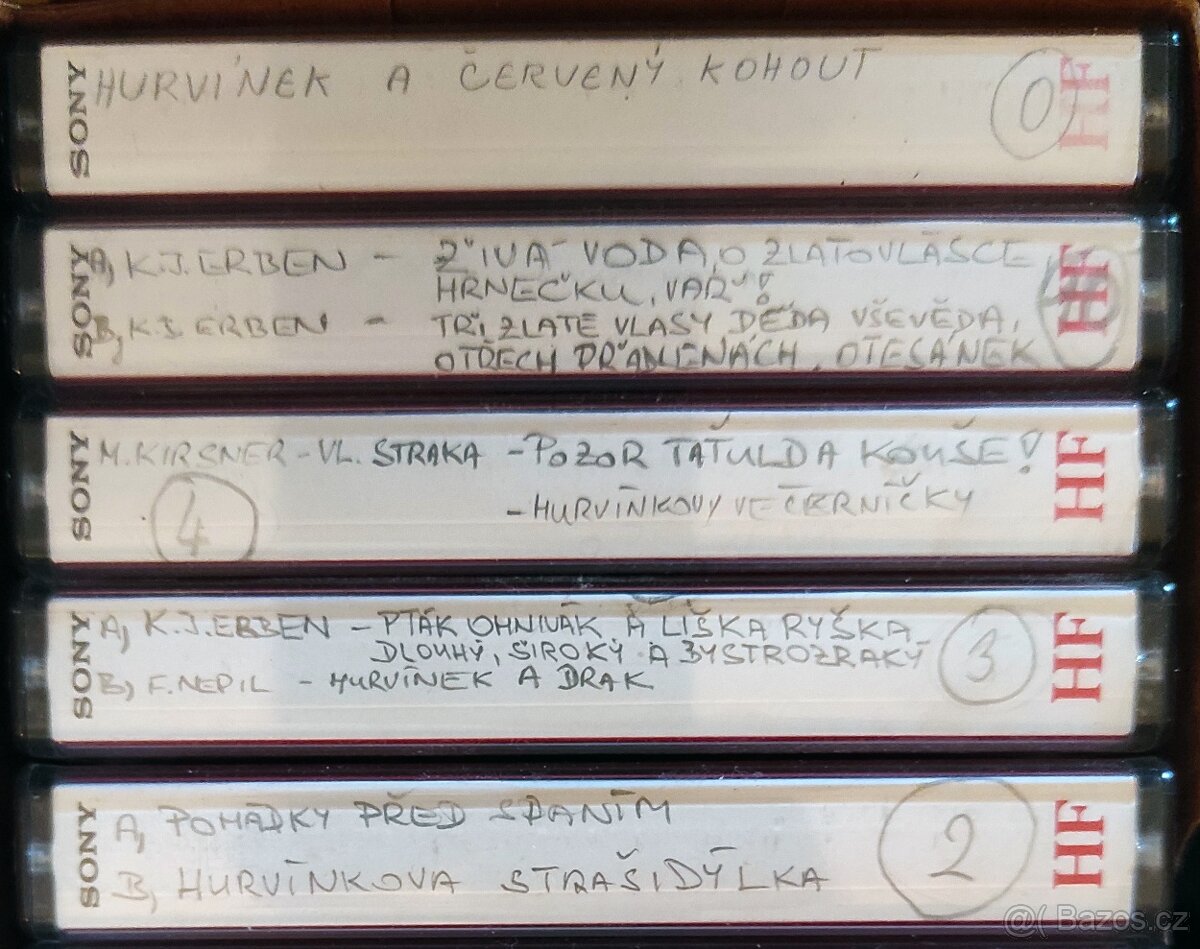 SONY HURVÍNEK A ČERVENÝ KOHOUT 0 HF
SONY A, K.J. ERBEN - ŽIVÁ VODA, O ZLATOVLÁSCE HF
HRNEČKU, VAŘ!
B, K.J. ERBEN - TŘI ZLATÉ VLASY DĚDA VŠEVĚDA,
O TŘECH PRAMENÁCH, OTESÁNEK
SONY M. KIRSNER - VL. STRAKA - POZOR TAŤULDA KOUŠE! HF
4 - HURVÍNKOVY VEČERNÍČKY
SONY A, K.J. ERBEN - PTÁK OHNIVÁK A LIŠKA RYŠKA 3 HF
DLOUHÝ, ŠIROKÝ A BYSTROZRAKÝ
B, F. NEPIL - HURVÍNEK A DRAK
SONY A, POHÁDKY PŘED SPANÍM 2 HF
B, HURVÍNKOVA STRAŠIDÝLKA
@( Bazos.cz